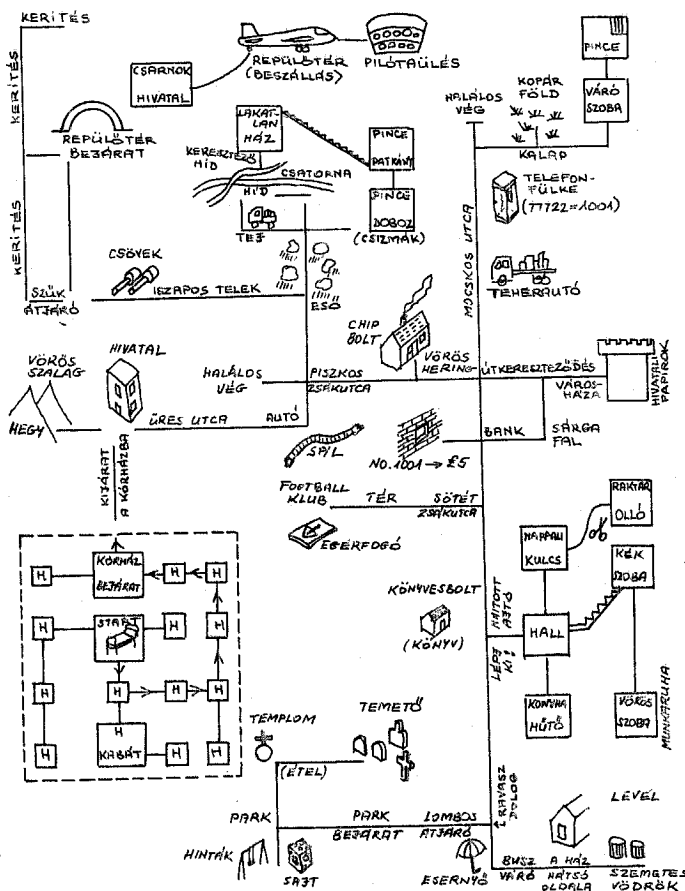 KERITÉS
KERITÉS
KERITÉS
CSARNOK
HIVATAL
REPÜLŐTÉR
(BESZÁLLÁS)
PILÓTAÜLÉS
PINCE
VÁRÓ
SZOBA
KOPÁR
FÖLD
HALÁLOS
VÉG
KALAP
REPÜLŐTÉR
BEJÁRAT
LAKAT-
LAN
HÁZ
KERESZTEZŐ
HÍD
CSATORNA
HÍD
PINCE
PATKÁNY
PINCE
DOBOZ
(CSIZMÁK)
TEJ
TELEFON-
FÜLKE
(77722=1001)
MOCSKOS UTCA
TEHERAUTÓ
CSÖVEK
SZŰK
ÁTJÁRÓ
ISZAPOS TELEK
ESŐ
CHIP
BOLT
VÖRÖS
HERING
VÖRÖS
SZALAG
HEGY
HIVATAL
HALÁLOS
VÉG
PISZKOS
ZSÁKUTCA
ÚTKERESZTEZŐDÉS
VÁROS-
HÁZA
HIVATALI
PAPÍROK
ÜRES UTCA
AUTÓ
KIJÁRAT
A KÓRHÁZBA
SPIL
NO.1001→£5
BANK
SÁRGA
FAL
FOOTBALL
KLUB
TÉR
SÖTÉT
ZSÁKUTCA
EGÉRFOGÓ
RAKTÁR
OLLÓ
NAPPALI
KULCS
KÉK
SZOBA
HALL
NYITOTT
AJTÓ
LÉPJ
KI!
KÖNYVESBOLT
(KÖNYV)
KONYHA
HŰTŐ
VÖRÖS
SZOBA
MUNKARUHA
H
KÓRHÁZ
BEJÁRAT
H
H
H
START
H
H
H
H
H
H
H
H
KABÁT
H
H
H
TEMPLOM
TEMETŐ
(ÉTEL)
PARK
PARK
BEJÁRAT
LOMBOS
ÁTJÁRÓ
RAVASZ
DOLOG
HINTÁK
SAJT
ESERNYŐ
LEVÉL
BUSZ
VÁRÓ
A HÁZ
HÁTSÓ
OLDALA
SZEMETES
VÖDRÖK